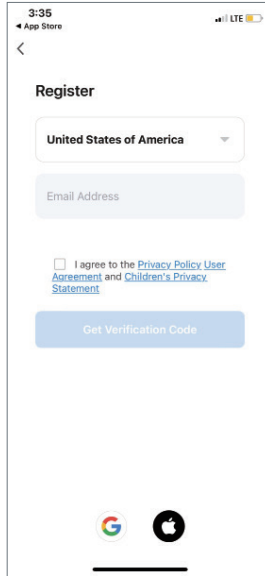 3:35
LTE
◄ App Store
Register
United States of America
Email Address
I agree to the Privacy Policy User
Agreement and Children's Privacy
Statement
Get Verification Code